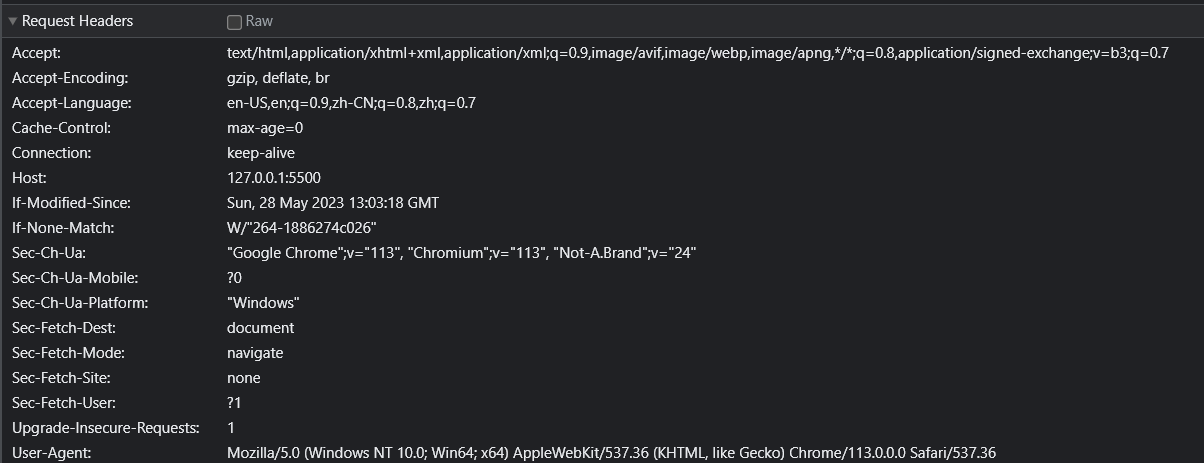 Request Headers Raw
Accept: text/html,application/xhtml+xml,application/xml;q=0.9,image/avif,image/webp,image/apng,*/*;q=0.8,application/signed-exchange;v=b3;q=0.7
Accept-Encoding: gzip, deflate, br
Accept-Language: en-US,en;q=0.9,zh-CN;q=0.8,zh;q=0.7
Cache-Control: max-age=0
Connection: keep-alive
Host: 127.0.0.1:5500
If-Modified-Since: Sun, 28 May 2023 13:03:18 GMT
If-None-Match: W/"264-1886274c026"
Sec-Ch-Ua: "Google Chrome";v="113", "Chromium";v="113", "Not-A.Brand";v="24"
Sec-Ch-Ua-Mobile: ?0
Sec-Ch-Ua-Platform: "Windows"
Sec-Fetch-Dest: document
Sec-Fetch-Mode: navigate
Sec-Fetch-Site: none
Sec-Fetch-User: ?1
Upgrade-Insecure-Requests: 1
User-Agent: Mozilla/5.0 (Windows NT 10.0; Win64; x64) AppleWebKit/537.36 (KHTML, like Gecko) Chrome/113.0.0.0 Safari/537.36